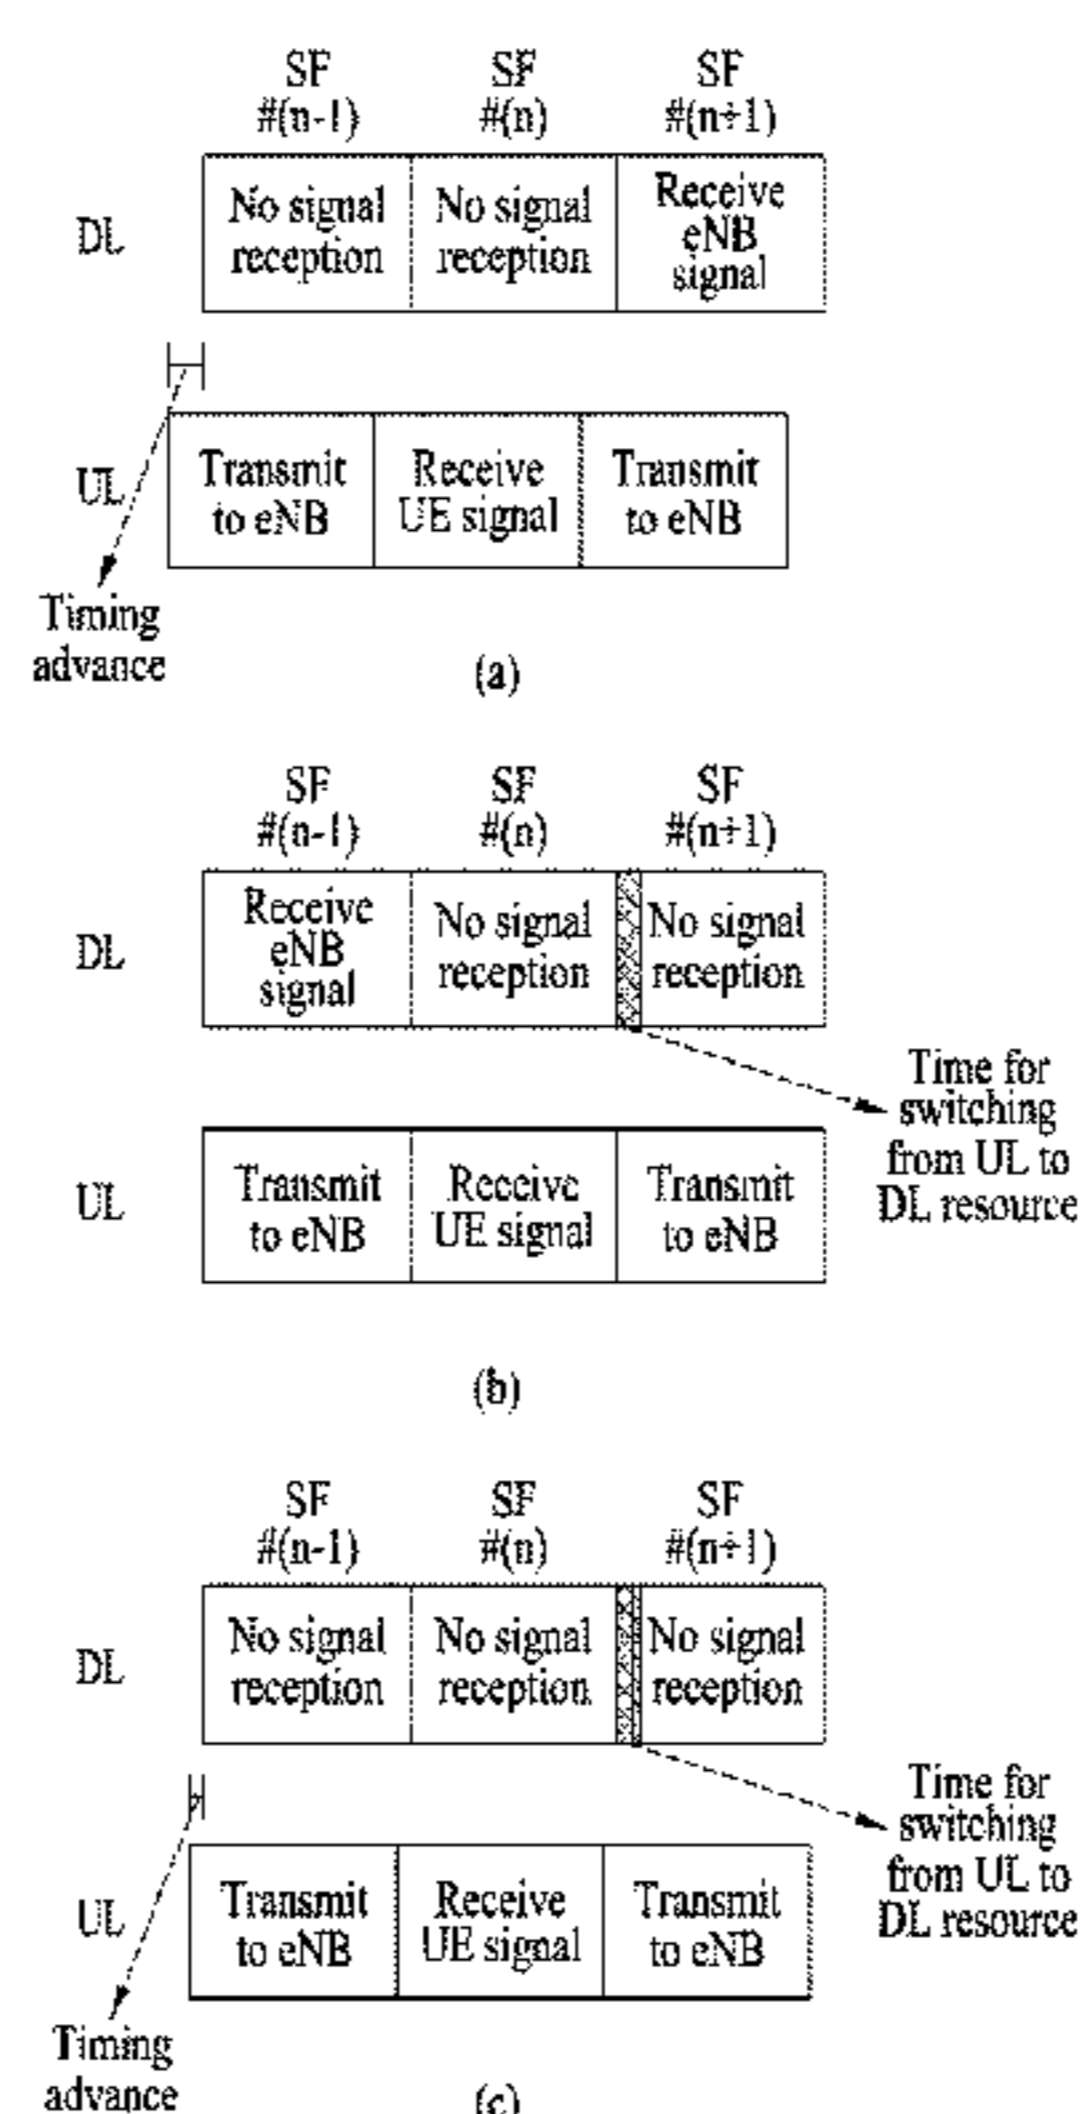 SF SF SF
#(n-1) #(n) #(n+1)
DL
No signal reception
No signal reception
Receive eNB signal
UL
Transmit to eNB
Receive UE signal
Transmit to eNB
Timing advance
(a)
SF SF SF
#(n-1) #(n) #(n+1)
DL
Receive eNB signal
No signal reception
No signal reception
Time for switching from UL to DL resource
UL
Transmit to eNB
Receive UE signal
Transmit to eNB
(b)
SF SF SF
#(n-1) #(n) #(n+1)
DL
No signal reception
No signal reception
No signal reception
Time for switching from UL to DL resource
UL
Transmit to eNB
Receive UE signal
Transmit to eNB
Timing advance
(c)